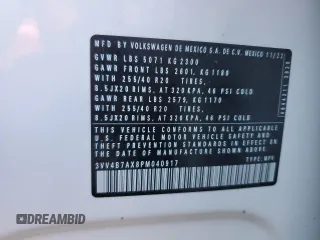 MFD BY VOLKSWAGEN DE MEXICO S.A. DE C.V. MEXICO 11/22
GVWR LBS 5071 KG 2300
GAWR FRONT LBS 2601, KG 1180
WITH 255/40 R20 TIRES,
8.5JX20 RIMS, AT 320 KPA, 46 PSI COLD
GAWR REAR LBS 2579, KG 1170
WITH 255/40 R20 TIRES,
8.5JX20 RIMS, AT 320 KPA, 46 PSI COLD
THIS VEHICLE CONFORMS TO ALL APPLICABLE
U.S. FEDERAL MOTOR VEHICLE SAFETY
STANDARDS IN EFFECT ON THE DATE OF
MANUFACTURE SHOWN ABOVE.
3VV4B7AX8PM040917
TYPE: MPV
DREAMBID